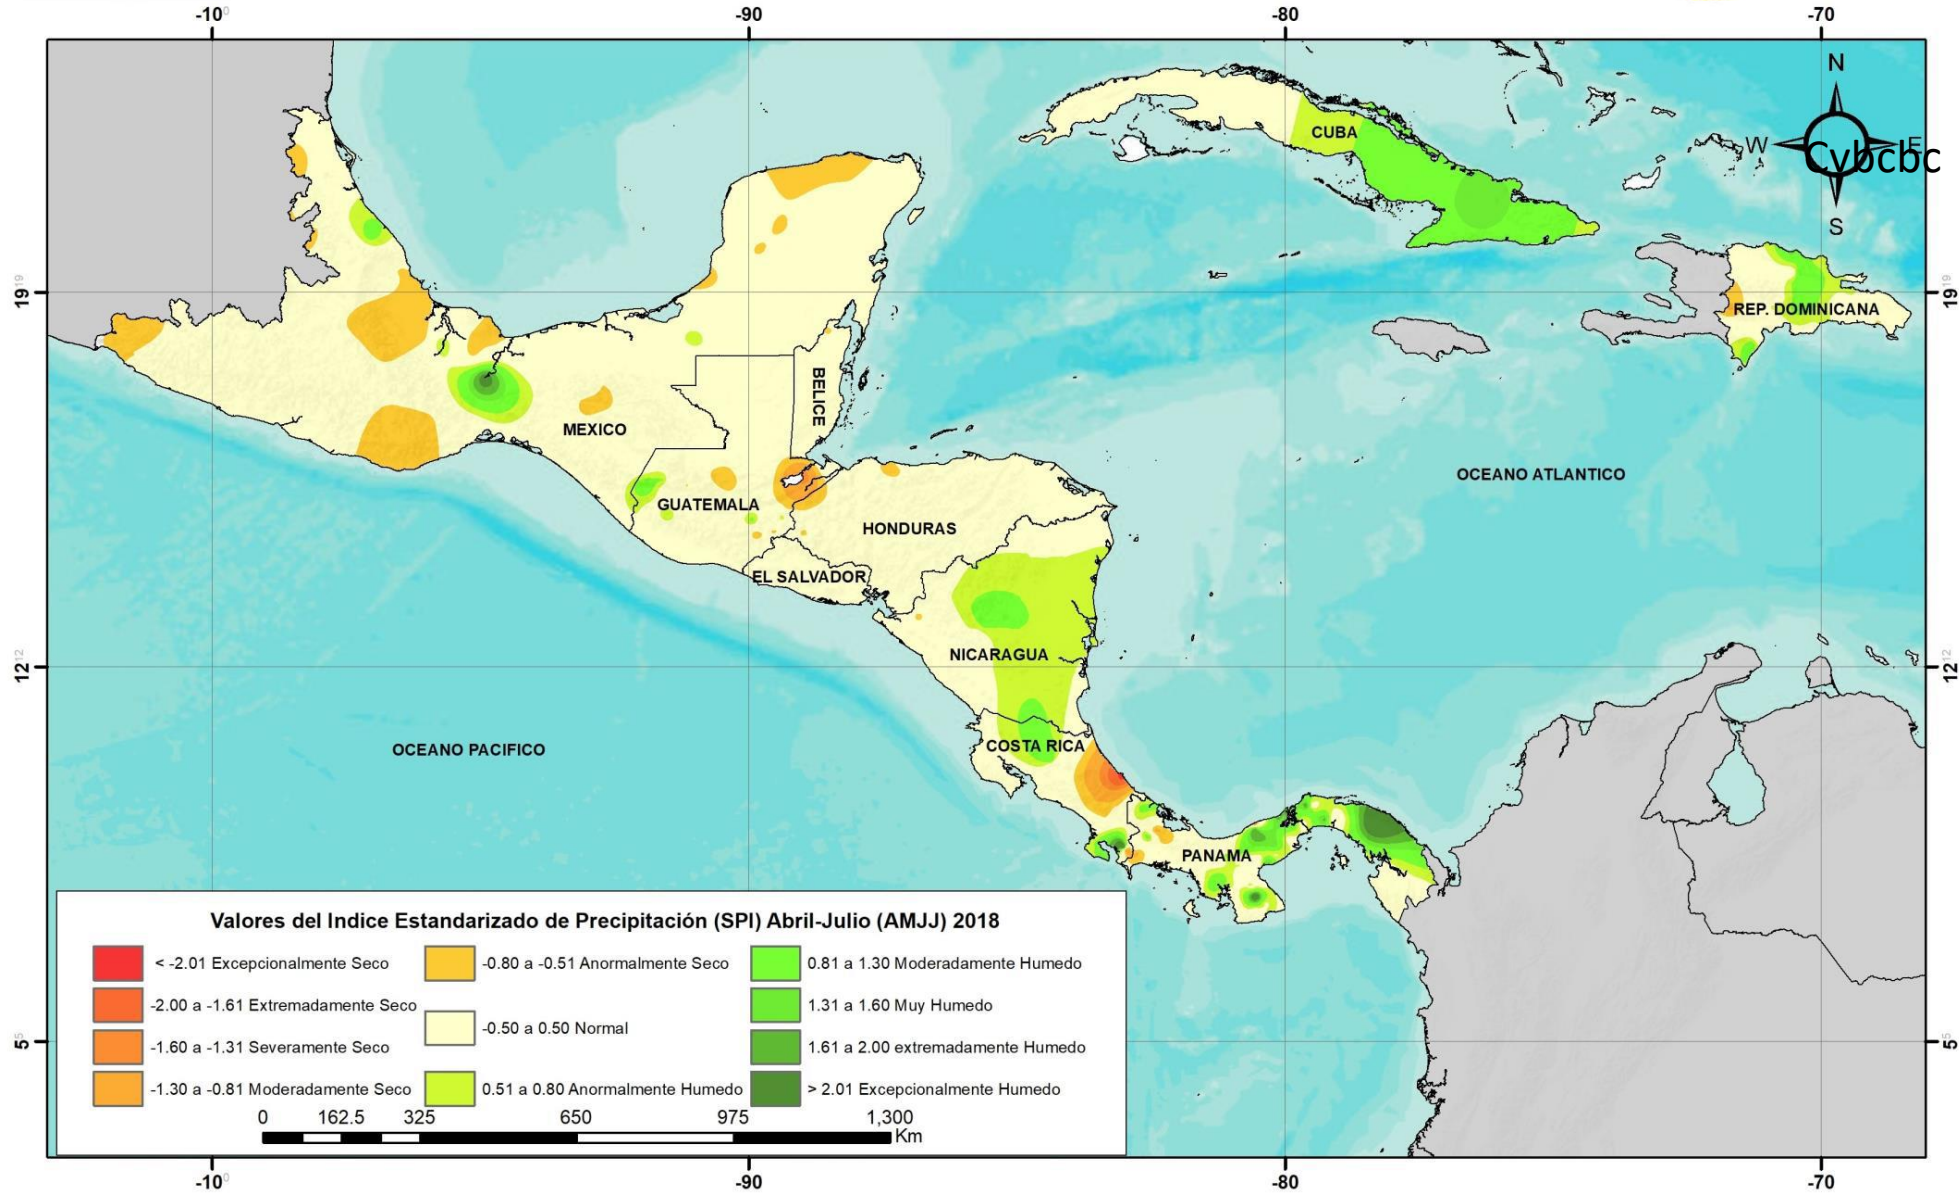 -10⁰ -90 -80 -70
N
W E
Cybcbc
S
CUBA
19 19 19 19
REP. DOMINICANA
BELICE
MEXICO
OCEANO ATLANTICO
GUATEMALA
HONDURAS
EL SALVADOR
NICARAGUA
12 12 12 12
COSTA RICA
OCEANO PACIFICO
PANAMA
Valores del Indice Estandarizado de Precipitación (SPI) Abril-Julio (AMJJ) 2018
< -2.01 Excepcionalmente Seco
-2.00 a -1.61 Extremadamente Seco
-1.60 a -1.31 Severamente Seco
-1.30 a -0.81 Moderadamente Seco
-0.80 a -0.51 Anormalmente Seco
-0.50 a 0.50 Normal
0.51 a 0.80 Anormalmente Humedo
0.81 a 1.30 Moderadamente Humedo
1.31 a 1.60 Muy Humedo
1.61 a 2.00 extremadamente Humedo
> 2.01 Excepcionalmente Humedo
5 5
0 162.5 325 650 975 1,300
Km
-10⁰ -90 -80 -70